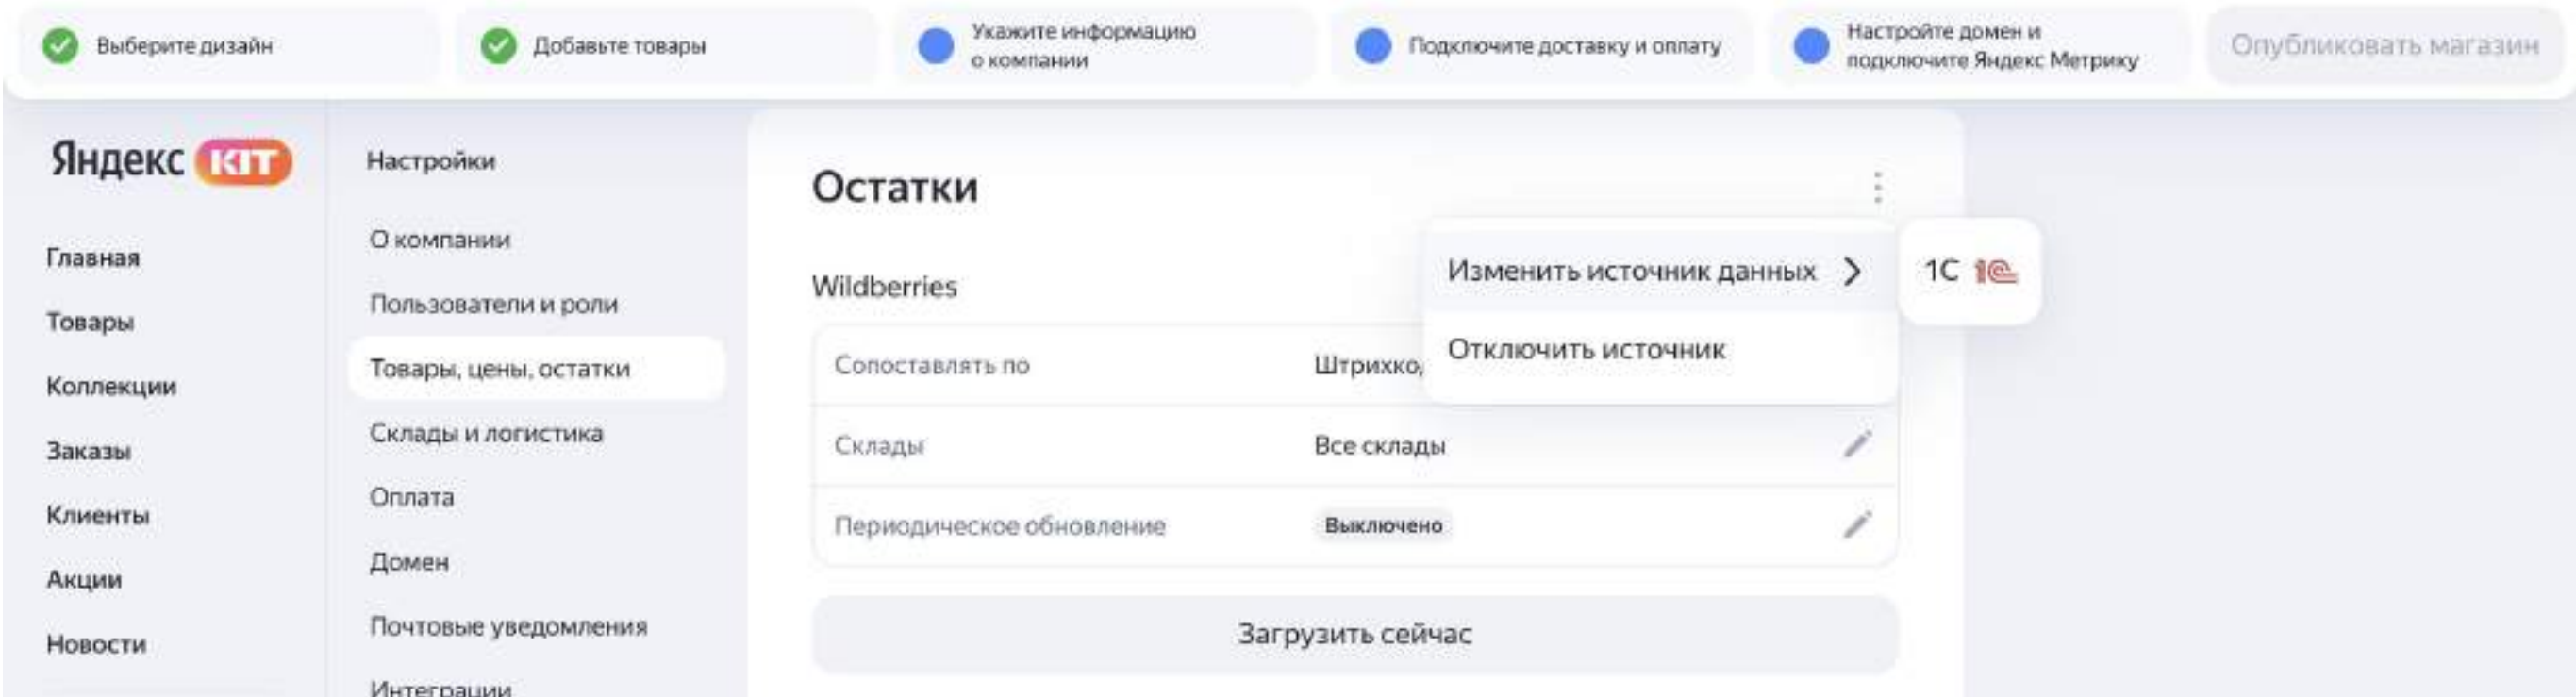 Выберите дизайн
Добавьте товары
Укажите информацию
о компании
Подключите доставку и оплату
Настройте домен и
подключите Яндекс Метрику
Опубликовать магазин
Яндекс KIT
Главная
Товары
Коллекции
Заказы
Клиенты
Акции
Новости
Настройки
О компании
Пользователи и роли
Товары, цены, остатки
Склады и логистика
Оплата
Домен
Почтовые уведомления
Интеграции
Остатки
Wildberries
Изменить источник данных
1С 1С
Отключить источник
Сопоставлять по
Штрихко
Склады
Все склады
Периодическое обновление
Выключено
Загрузить сейчас